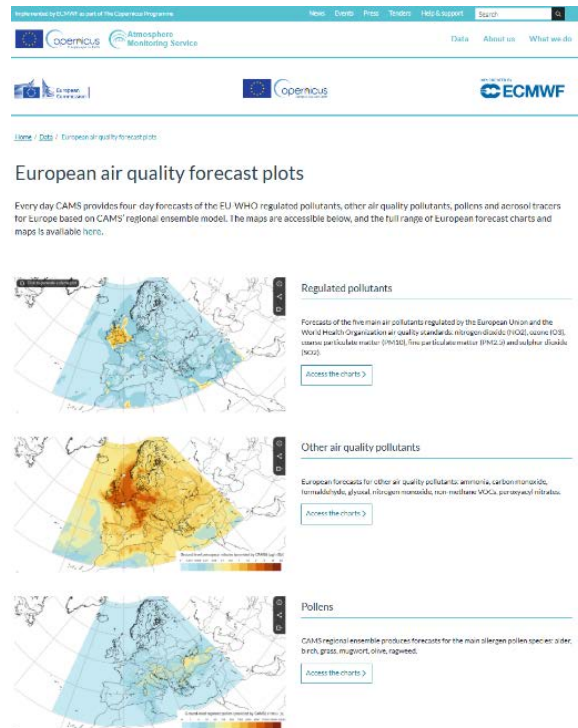 Implemented by ECMWF as part of The Copernicus Programme
News Events Press Tenders Help & support Search
Copernicus
Atmosphere
Monitoring Service
Data About us What we do
European
Commission
Copernicus
ECMWF
Home / Data / European air quality forecast plots
European air quality forecast plots
Every day CAMS provides four-day forecasts of the EU-WHO regulated pollutants, other air quality pollutants, pollens and aerosol tracers
for Europe based on CAMS' regional ensemble model. The maps are accessible below, and the full range of European forecast charts and
maps is available here.
Regulated pollutants
Forecasts of the five main air pollutants regulated by the European Union and the
World Health Organization air quality standards: nitrogen dioxide (NO2), ozone (O3),
coarse particulate matter (PM10), fine particulate matter (PM2.5) and sulphur dioxide
(SO2).
Access the charts >
Other air quality pollutants
European forecasts for other air quality pollutants: ammonia, carbon monoxide,
formaldehyde, glyoxal, nitrogen monoxide, non-methane VOCs, peroxyacyl nitrates.
Access the charts >
Pollens
CAMS regional ensemble produces forecasts for the main allergen pollen species: alder,
birch, grass, mugwort, olive, ragweed.
Access the charts >